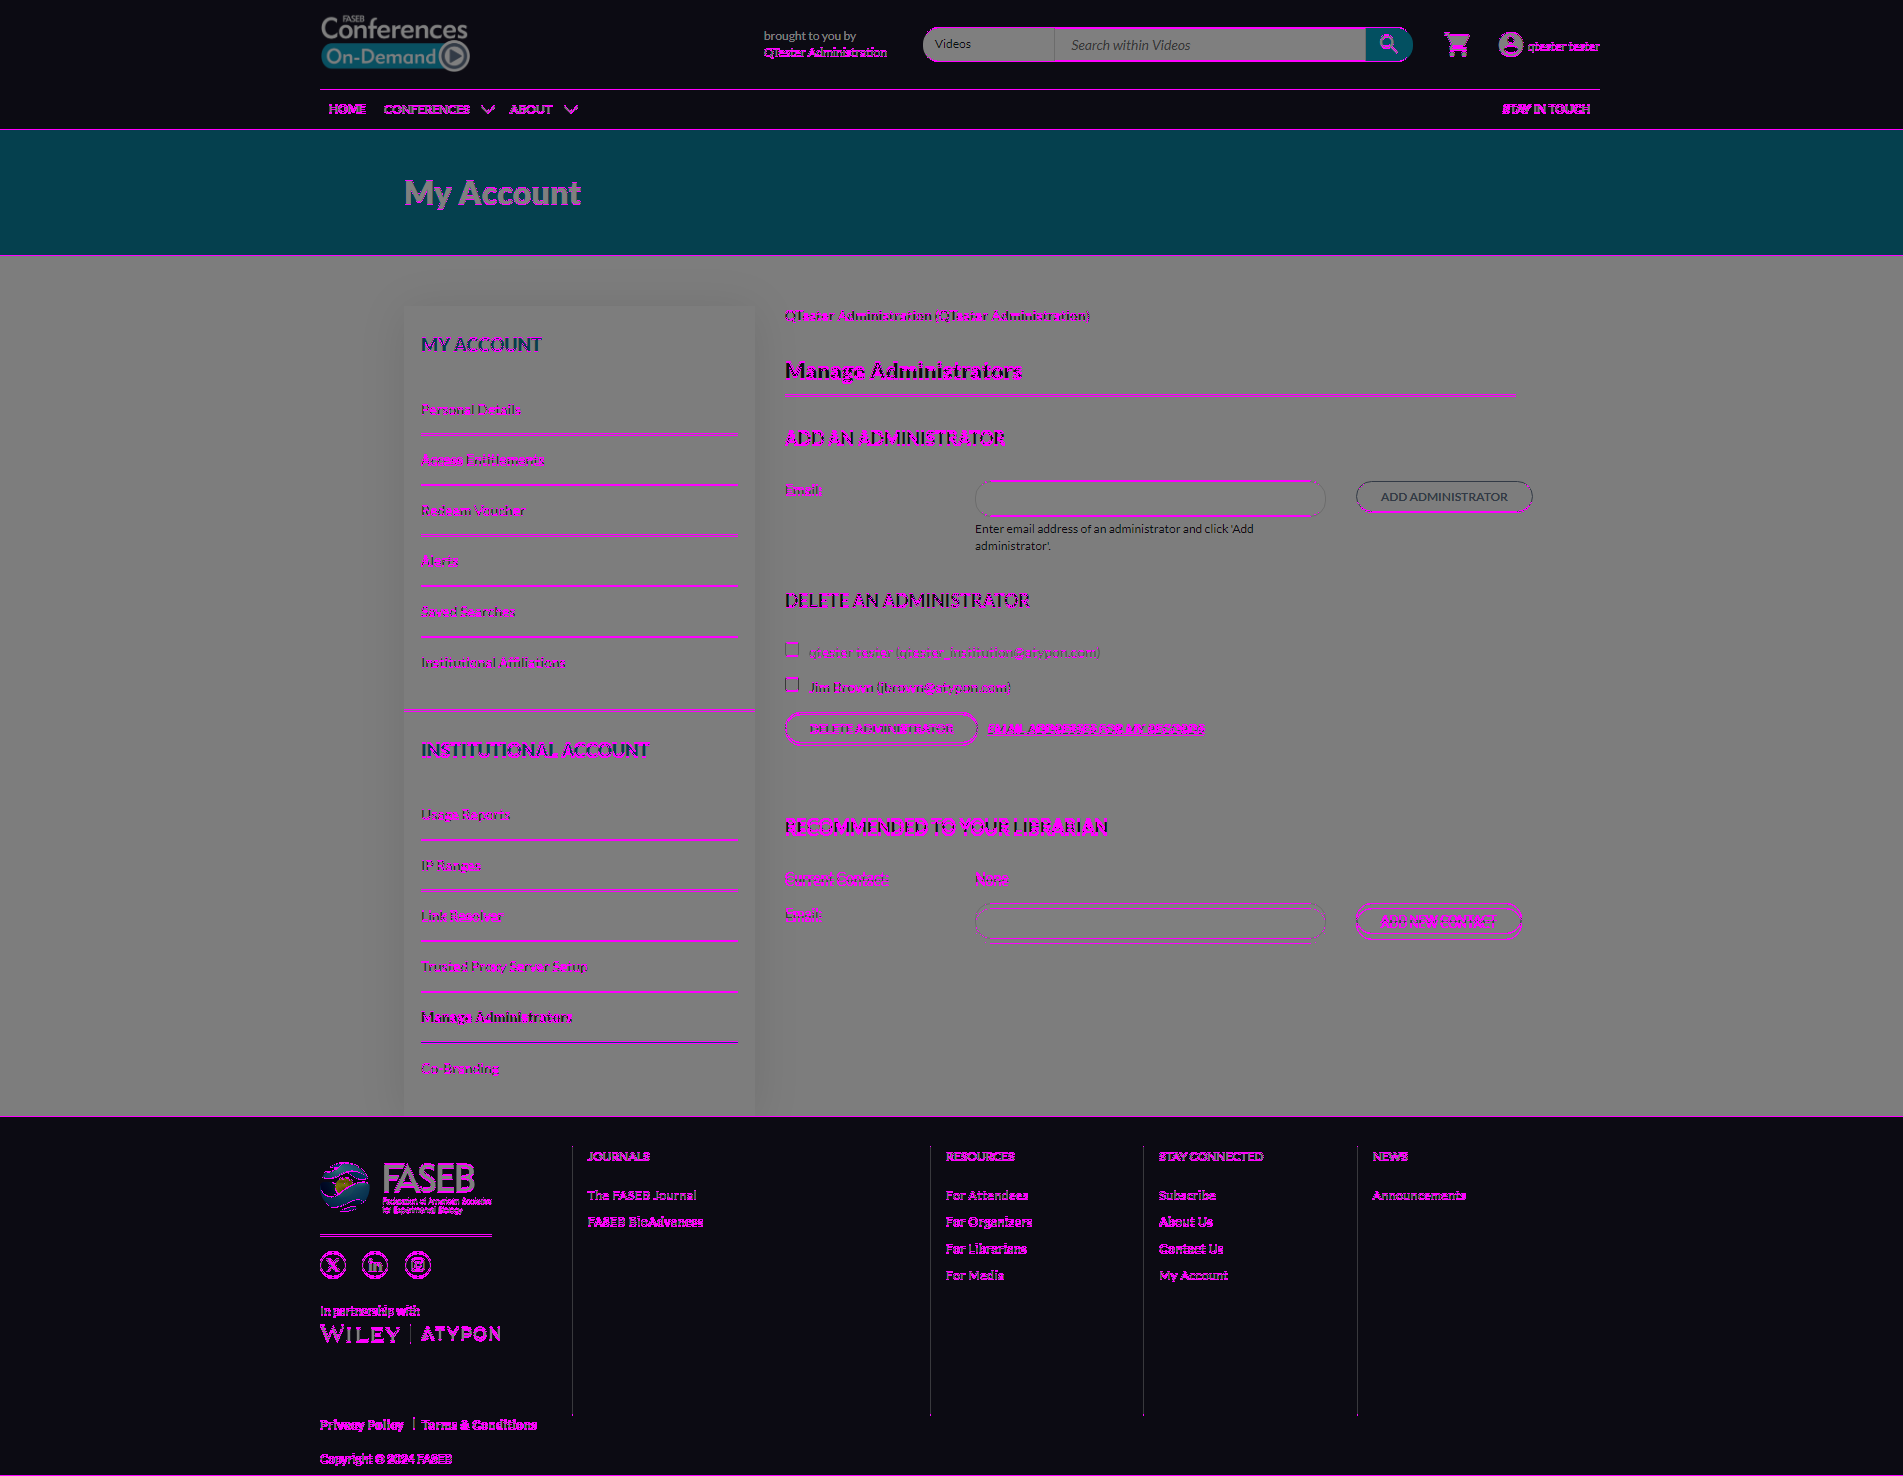 FASEB
Conferences
On-Demand
brought to you by
QTester Administration
Videos
Search within Videos
qtester tester
HOME
CONFERENCES
ABOUT
STAY IN TOUCH
My Account
MY ACCOUNT
Personal Details
Access Entitlements
Redeem Voucher
Alerts
Saved Searches
Institutional Affiliations
INSTITUTIONAL ACCOUNT
Usage Reports
IP Ranges
Link Resolver
Trusted Proxy Server Setup
Manage Administrators
Co-Branding
QTester Administration (QTester Administration)
Manage Administrators
ADD AN ADMINISTRATOR
Email:
ADD ADMINISTRATOR
Enter email address of an administrator and click 'Add
administrator'.
DELETE AN ADMINISTRATOR
qtester tester (qtester_institution@atypon.com)
Jim Brown (jbrown@atypon.com)
DELETE ADMINISTRATOR
EMAIL ADDRESSES FOR MY RECORDS
RECOMMENDED TO YOUR LIBRARIAN
Current Contact:
None
Email:
ADD NEW CONTACT
FASEB
Federation of American Societies
for Experimental Biology
In partnership with
WILEY
ATYPON
Privacy Policy
Terms & Conditions
Copyright © 2024 FASEB
JOURNALS
The FASEB Journal
FASEB BioAdvances
RESOURCES
For Attendees
For Organizers
For Librarians
For Media
STAY CONNECTED
Subscribe
About Us
Contact Us
My Account
NEWS
Announcements